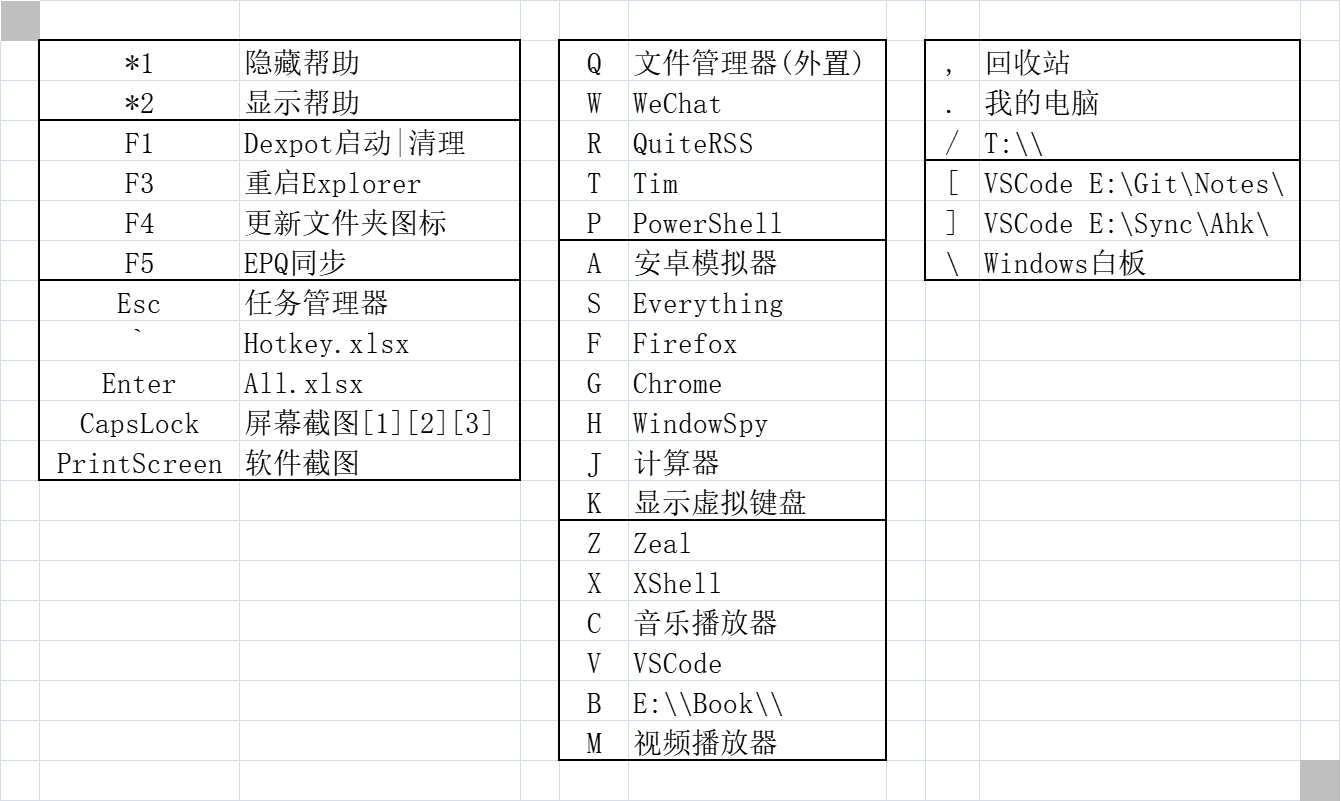 *1 隐藏帮助
*2 显示帮助
F1 Dexpot启动|清理
F3 重启Explorer
F4 更新文件夹图标
F5 EPQ同步
Esc 任务管理器
` Hotkey.xlsx
Enter All.xlsx
CapsLock 屏幕截图[1][2][3]
PrintScreen 软件截图
Q 文件管理器(外置)
W WeChat
R QuiteRSS
T Tim
P PowerShell
A 安卓模拟器
S Everything
F Firefox
G Chrome
H WindowSpy
J 计算器
K 显示虚拟键盘
Z Zeal
X XShell
C 音乐播放器
V VSCode
B E:\\Book\\
M 视频播放器
, 回收站
. 我的电脑
/ T:\\
[ VSCode E:\Git\Notes\
] VSCode E:\Sync\Ahk\
\ Windows白板